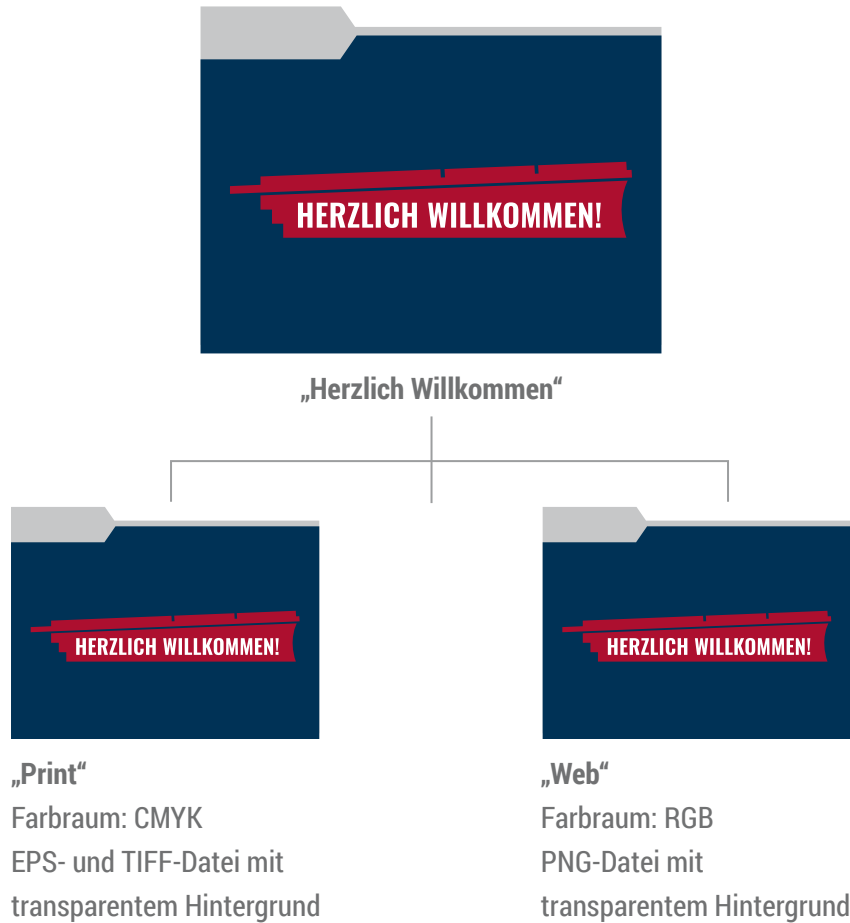 HERZLICH WILLKOMMEN!
„Herzlich Willkommen“
HERZLICH WILLKOMMEN!
„Print“
Farbraum: CMYK
EPS- und TIFF-Datei mit
transparentem Hintergrund
HERZLICH WILLKOMMEN!
„Web“
Farbraum: RGB
PNG-Datei mit
transparentem Hintergrund